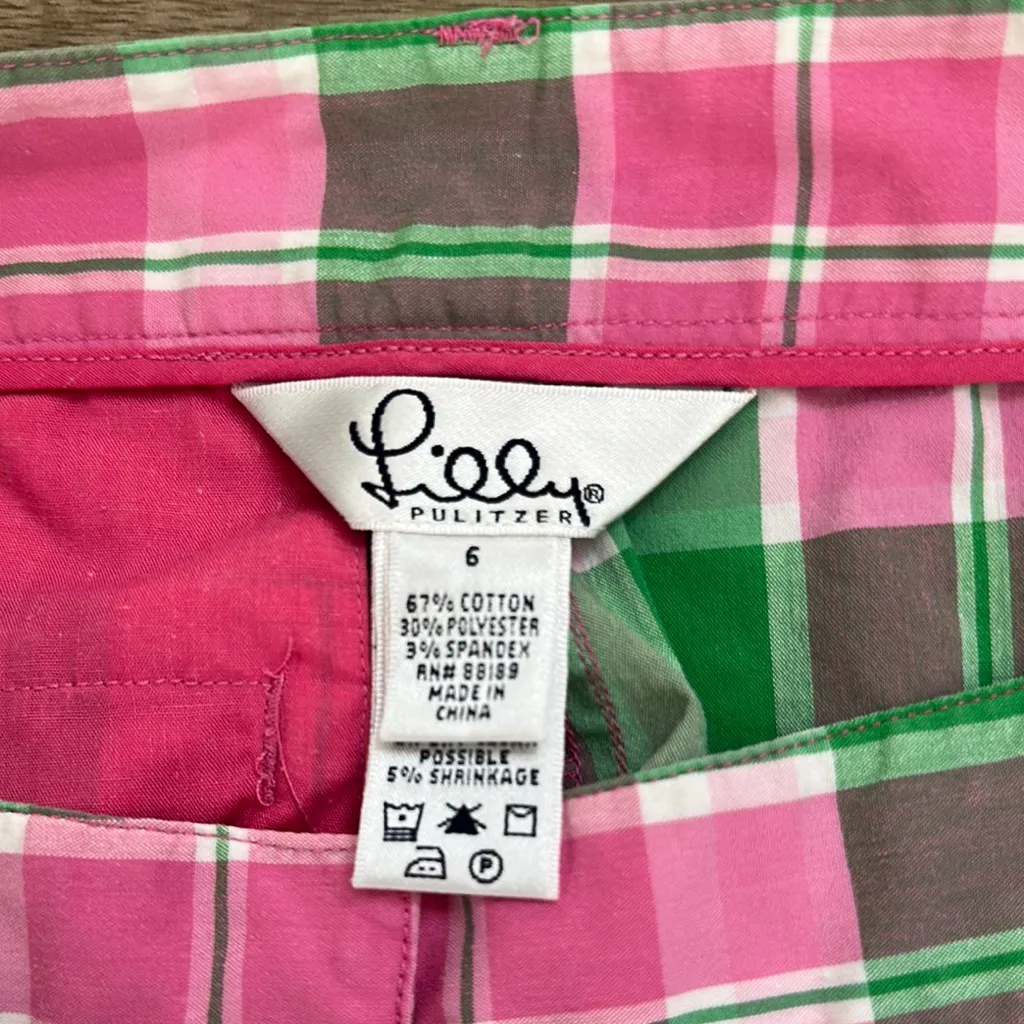 Lilly®
PULITZER
6
67% COTTON
30% POLYESTER
3% SPANDEX
RN# 88189
MADE IN
CHINA
POSSIBLE
5% SHRINKAGE
P